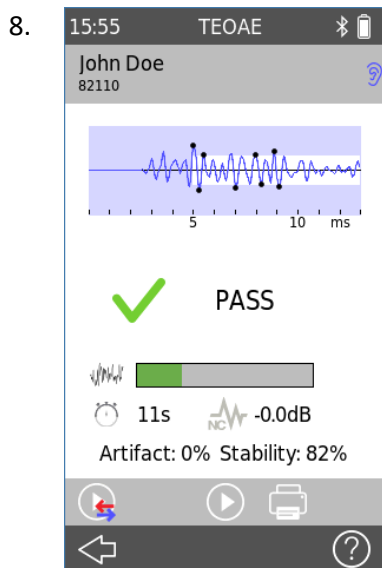 8.
15:55 TEOAE
John Doe
82110
5 10 ms
PASS
11s NC -0.0dB
Artifact: 0% Stability: 82%
?